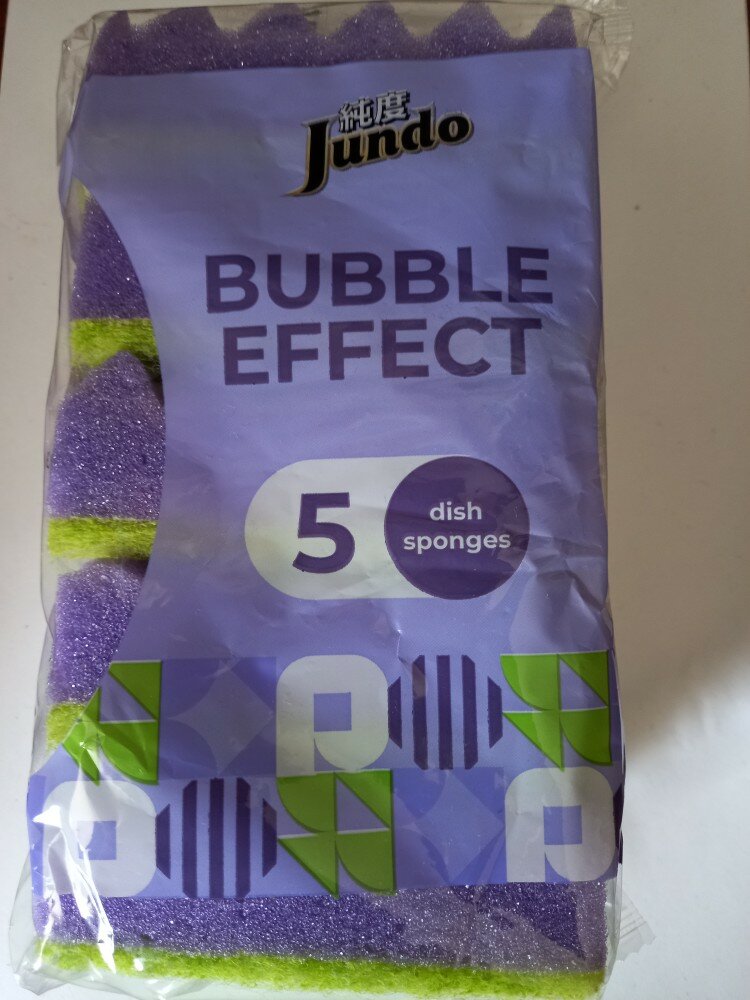 純度
Jundo
BUBBLE
EFFECT
5 dish
sponges